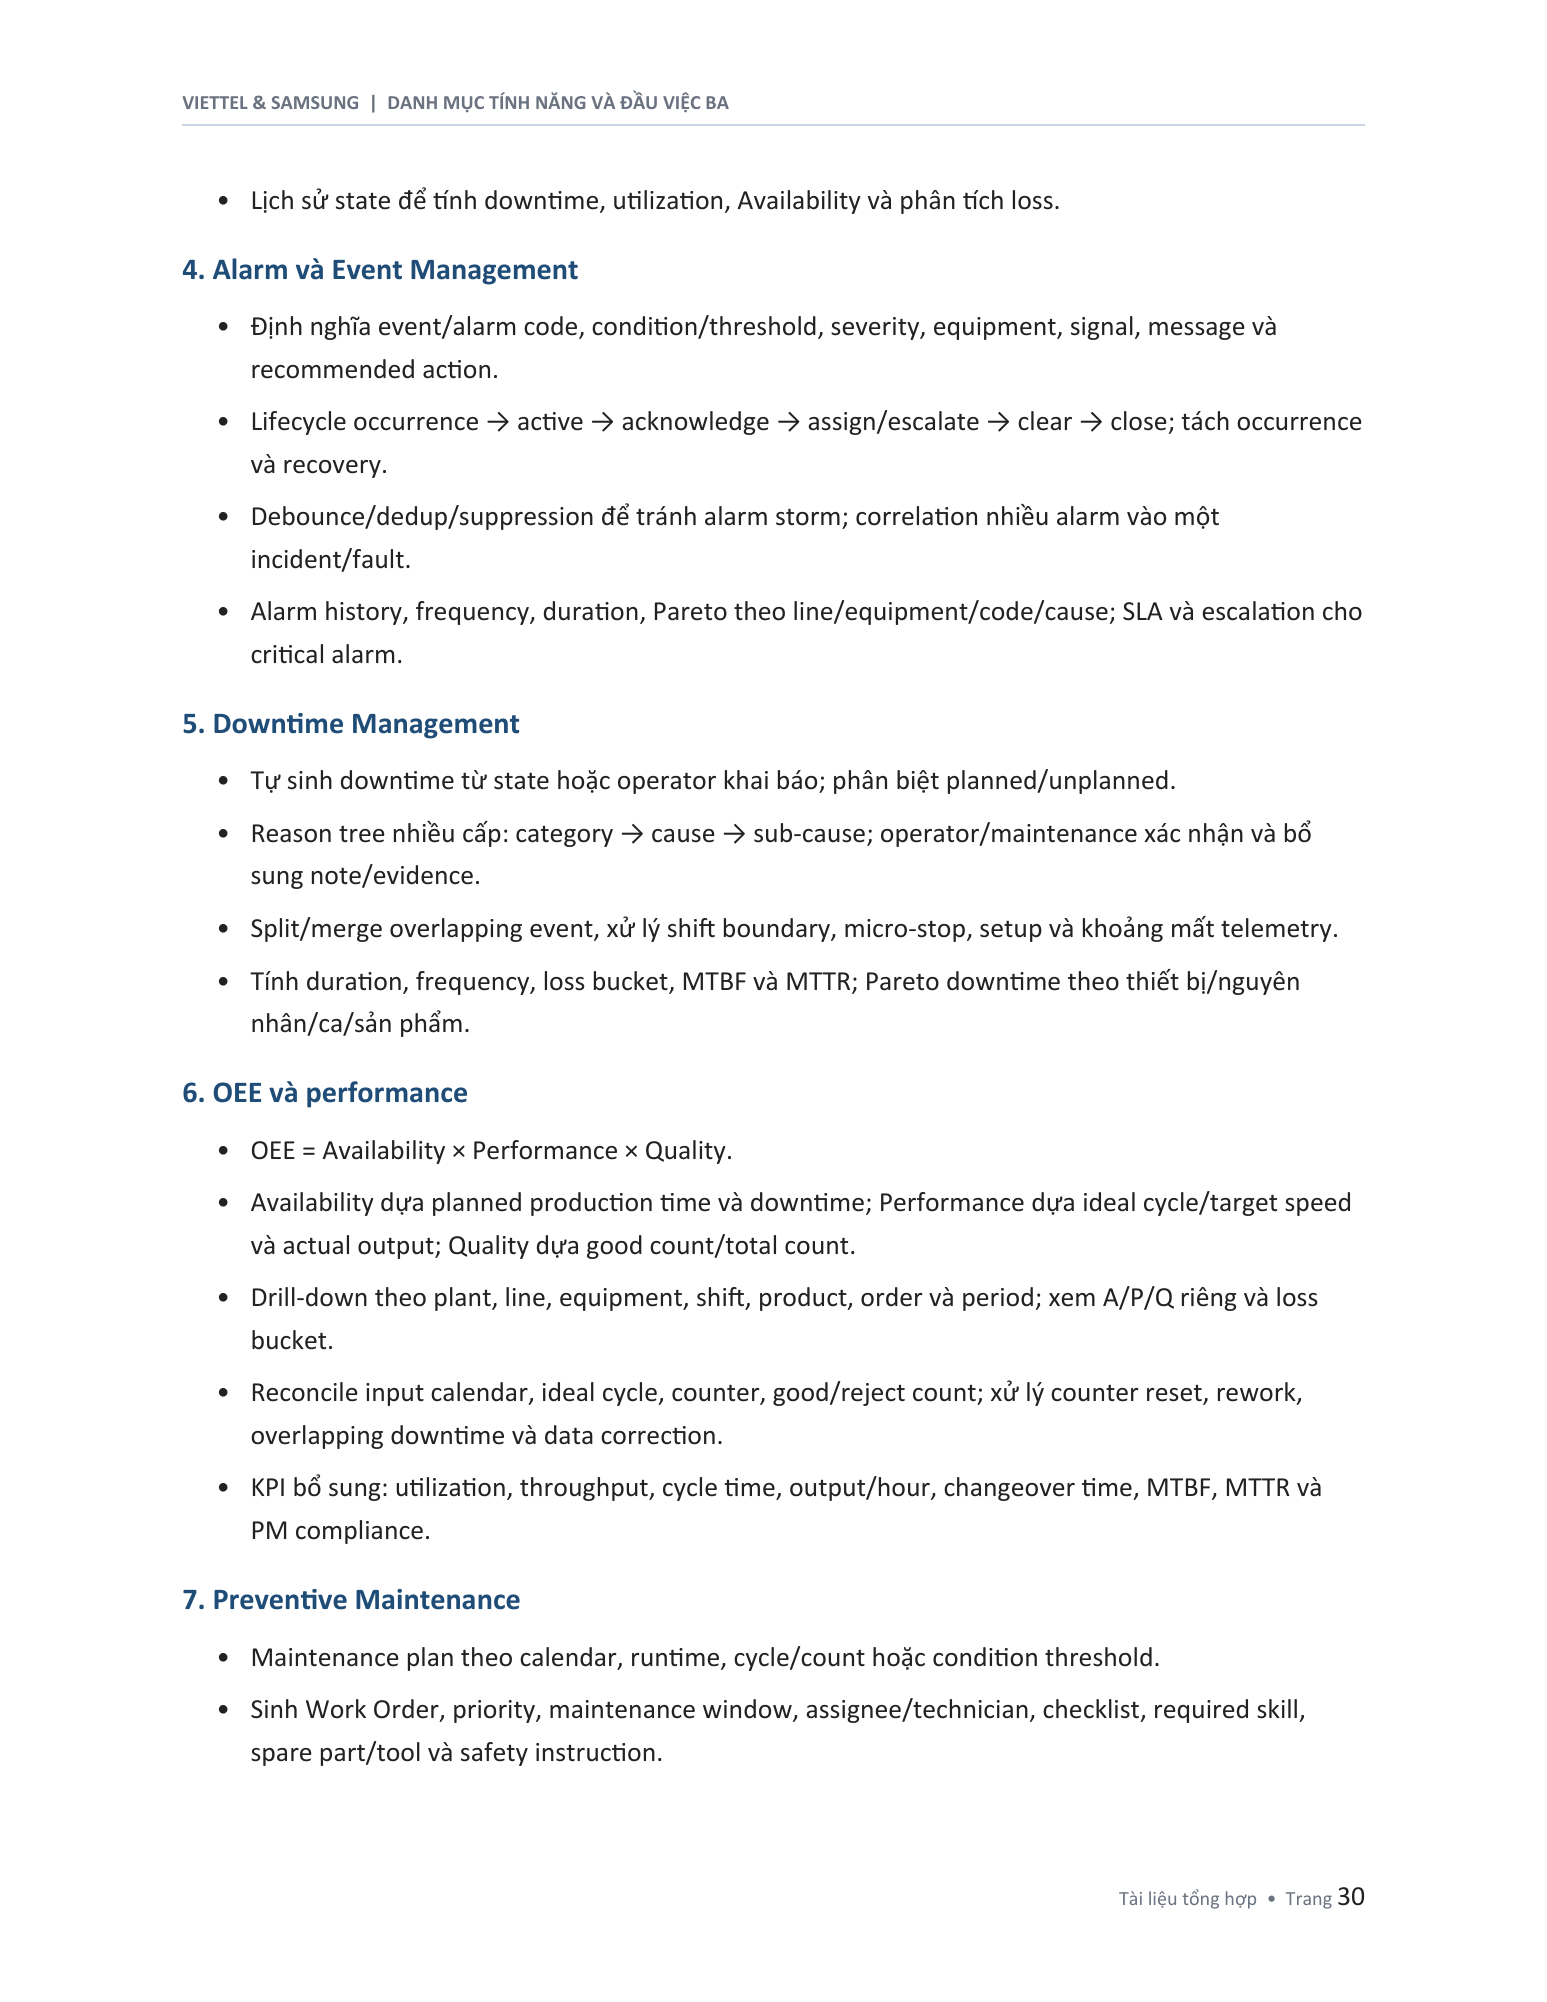 VIETTEL & SAMSUNG | DANH MỤC TÍNH NĂNG VÀ ĐẦU VIỆC BA
• Lịch sử state để tính downtime, utilization, Availability và phân tích loss.
4. Alarm và Event Management
• Định nghĩa event/alarm code, condition/threshold, severity, equipment, signal, message và
recommended action.
• Lifecycle occurrence → active → acknowledge → assign/escalate → clear → close; tách occurrence
và recovery.
• Debounce/dedup/suppression để tránh alarm storm; correlation nhiều alarm vào một
incident/fault.
• Alarm history, frequency, duration, Pareto theo line/equipment/code/cause; SLA và escalation cho
critical alarm.
5. Downtime Management
• Tự sinh downtime từ state hoặc operator khai báo; phân biệt planned/unplanned.
• Reason tree nhiều cấp: category → cause → sub-cause; operator/maintenance xác nhận và bổ
sung note/evidence.
• Split/merge overlapping event, xử lý shift boundary, micro-stop, setup và khoảng mất telemetry.
• Tính duration, frequency, loss bucket, MTBF và MTTR; Pareto downtime theo thiết bị/nguyên
nhân/ca/sản phẩm.
6. OEE và performance
• OEE = Availability × Performance × Quality.
• Availability dựa planned production time và downtime; Performance dựa ideal cycle/target speed
và actual output; Quality dựa good count/total count.
• Drill-down theo plant, line, equipment, shift, product, order và period; xem A/P/Q riêng và loss
bucket.
• Reconcile input calendar, ideal cycle, counter, good/reject count; xử lý counter reset, rework,
overlapping downtime và data correction.
• KPI bổ sung: utilization, throughput, cycle time, output/hour, changeover time, MTBF, MTTR và
PM compliance.
7. Preventive Maintenance
• Maintenance plan theo calendar, runtime, cycle/count hoặc condition threshold.
• Sinh Work Order, priority, maintenance window, assignee/technician, checklist, required skill,
spare part/tool và safety instruction.
Tài liệu tổng hợp • Trang 30